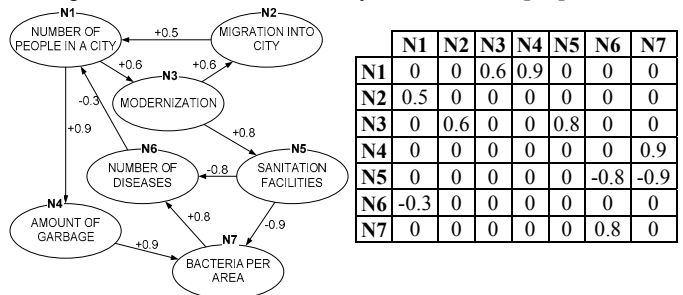 N1
NUMBER OF
PEOPLE IN A CITY
N2
MIGRATION INTO
CITY
+0.5
+0.6
+0.6
N3
MODERNIZATION
-0.3
+0.9
+0.8
N6
NUMBER OF
DISEASES
-0.8
N5
SANITATION
FACILITIES
N4
AMOUNT OF
GARBAGE
+0.8
-0.9
+0.9
N7
BACTERIA PER
AREA
N1 N2 N3 N4 N5 N6 N7
N1 0 0 0.6 0.9 0 0 0
N2 0.5 0 0 0 0 0 0
N3 0 0.6 0 0 0.8 0 0
N4 0 0 0 0 0 0 0.9
N5 0 0 0 0 0 -0.8 -0.9
N6 -0.3 0 0 0 0 0 0
N7 0 0 0 0 0 0.8 0